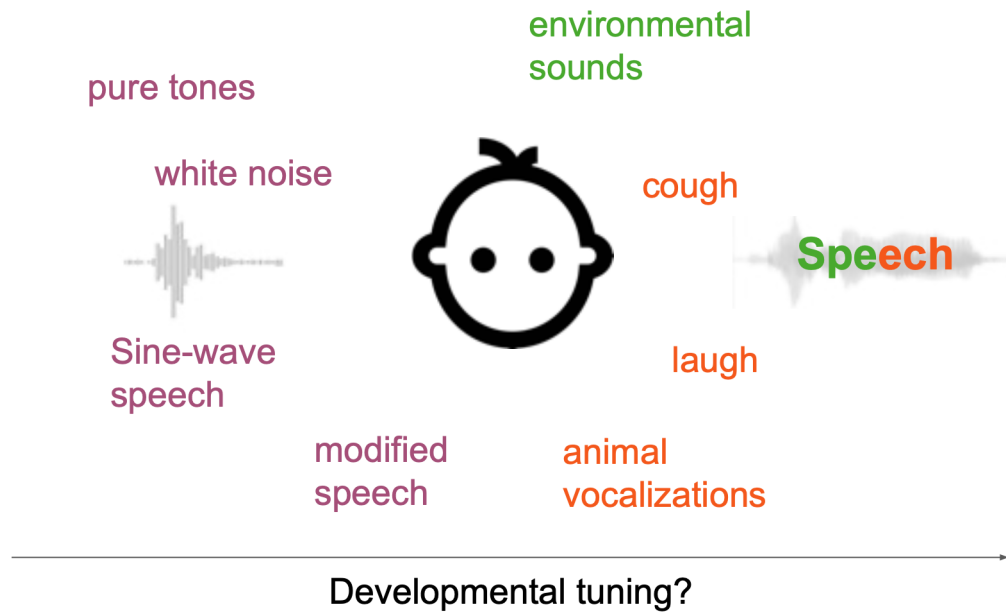 environmental
sounds
pure tones
white noise
cough
Speech
Sine-wave
speech
laugh
modified
speech
animal
vocalizations
Developmental tuning?